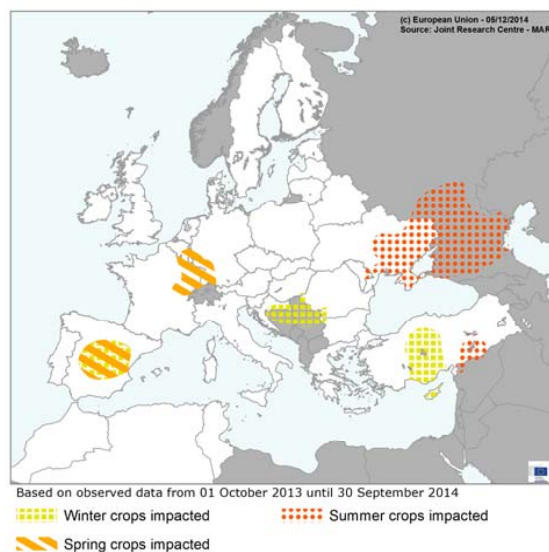 (c) European Union - 05/12/2014
Source: Joint Research Centre - MAR
Based on observed data from 01 October 2013 until 30 September 2014
Winter crops impacted
Summer crops impacted
Spring crops impacted